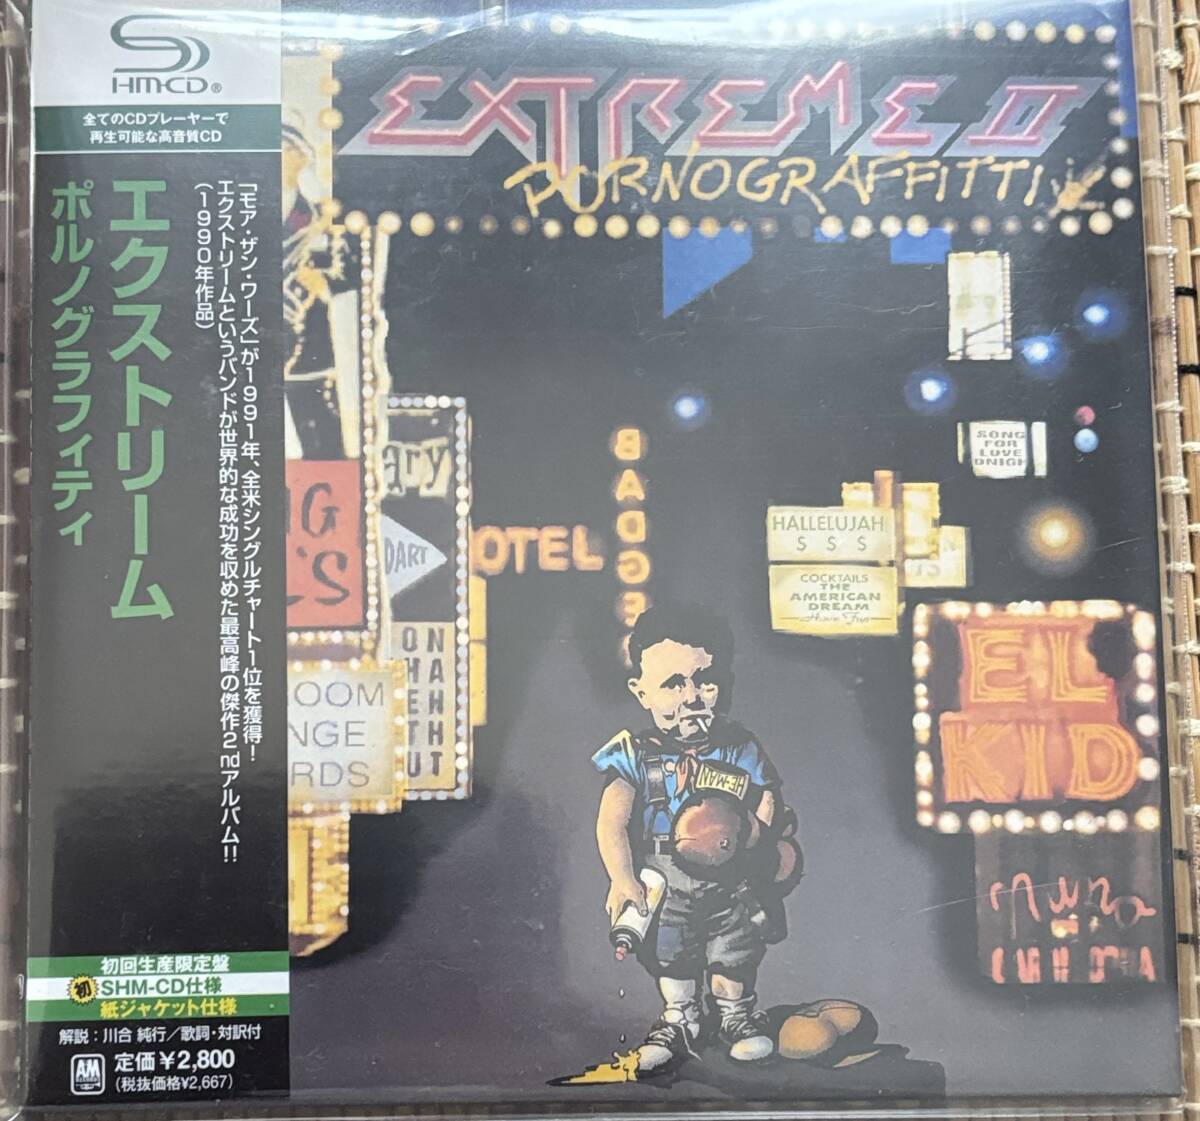 SHM-CD®
全てのCDプレーヤーで
再生可能な高音質CD
「モア・ザン・ワーズ」が1991年、全米シングルチャート1位を獲得!
エクストリームというバンドが世界的な成功を収めた最高峰の傑作2ndアルバム!!
(1990年作品)
エクストリーム
ポルノグラフィティ
初回生産限定盤
初 SHM-CD仕様
紙ジャケット仕様
解説:川合 純行/歌詞・対訳付
AM
RECORDS
定価¥2,800
(税抜価格¥2,667)
EXTREME II
PORNOGRAFFITTI
SONG
FOR
LOVE
ONIGH
BADGE
ary
DART
OTEL
HALLELUJAH
S S S
COCKTAILS
THE
AMERICAN
DREAM
Have Fun
ON
OOM
NGE
RDS
EL
KID
HE-MAN